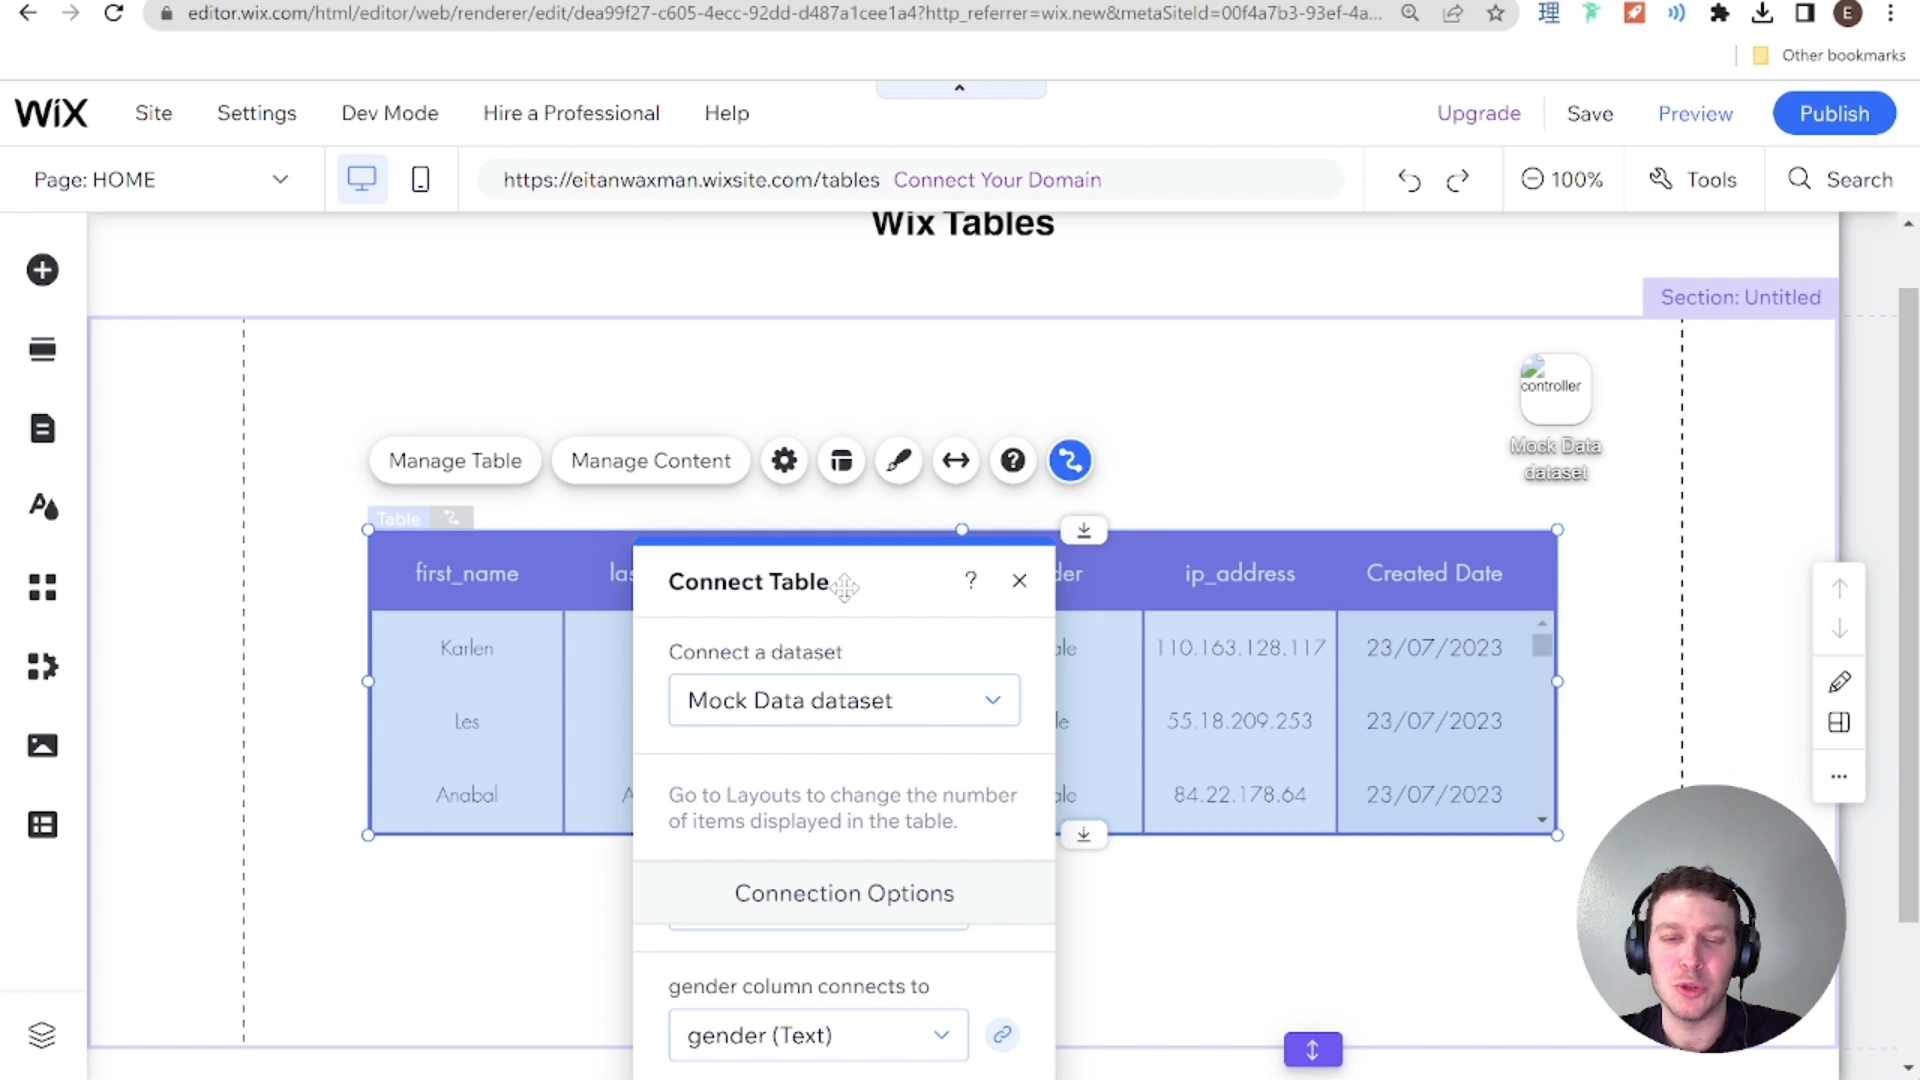 editor.wix.com/html/editor/web/renderer/edit/dea99f27-c605-4ecc-92dd-d487a1cee1a4?http_referrer=wix.new&metaSiteId=00f4a7b3-93ef-4a...
理
E
Other bookmarks
WiX
Site
Settings
Dev Mode
Hire a Professional
Help
Upgrade
Save
Preview
Publish
Page: HOME
https://eitanwaxman.wixsite.com/tables Connect Your Domain
100%
Tools
Search
Wix Tables
Section: Untitled
controller
Mock Data
dataset
Manage Table
Manage Content
Table
first_name
las
der
ip_address
Created Date
Karlen
ale
110.163.128.117
23/07/2023
Les
le
55.18.209.253
23/07/2023
Anabal
A
ale
84.22.178.64
23/07/2023
Connect Table
?
Connect a dataset
Mock Data dataset
Go to Layouts to change the number
of items displayed in the table.
Connection Options
gender column connects to
gender (Text)